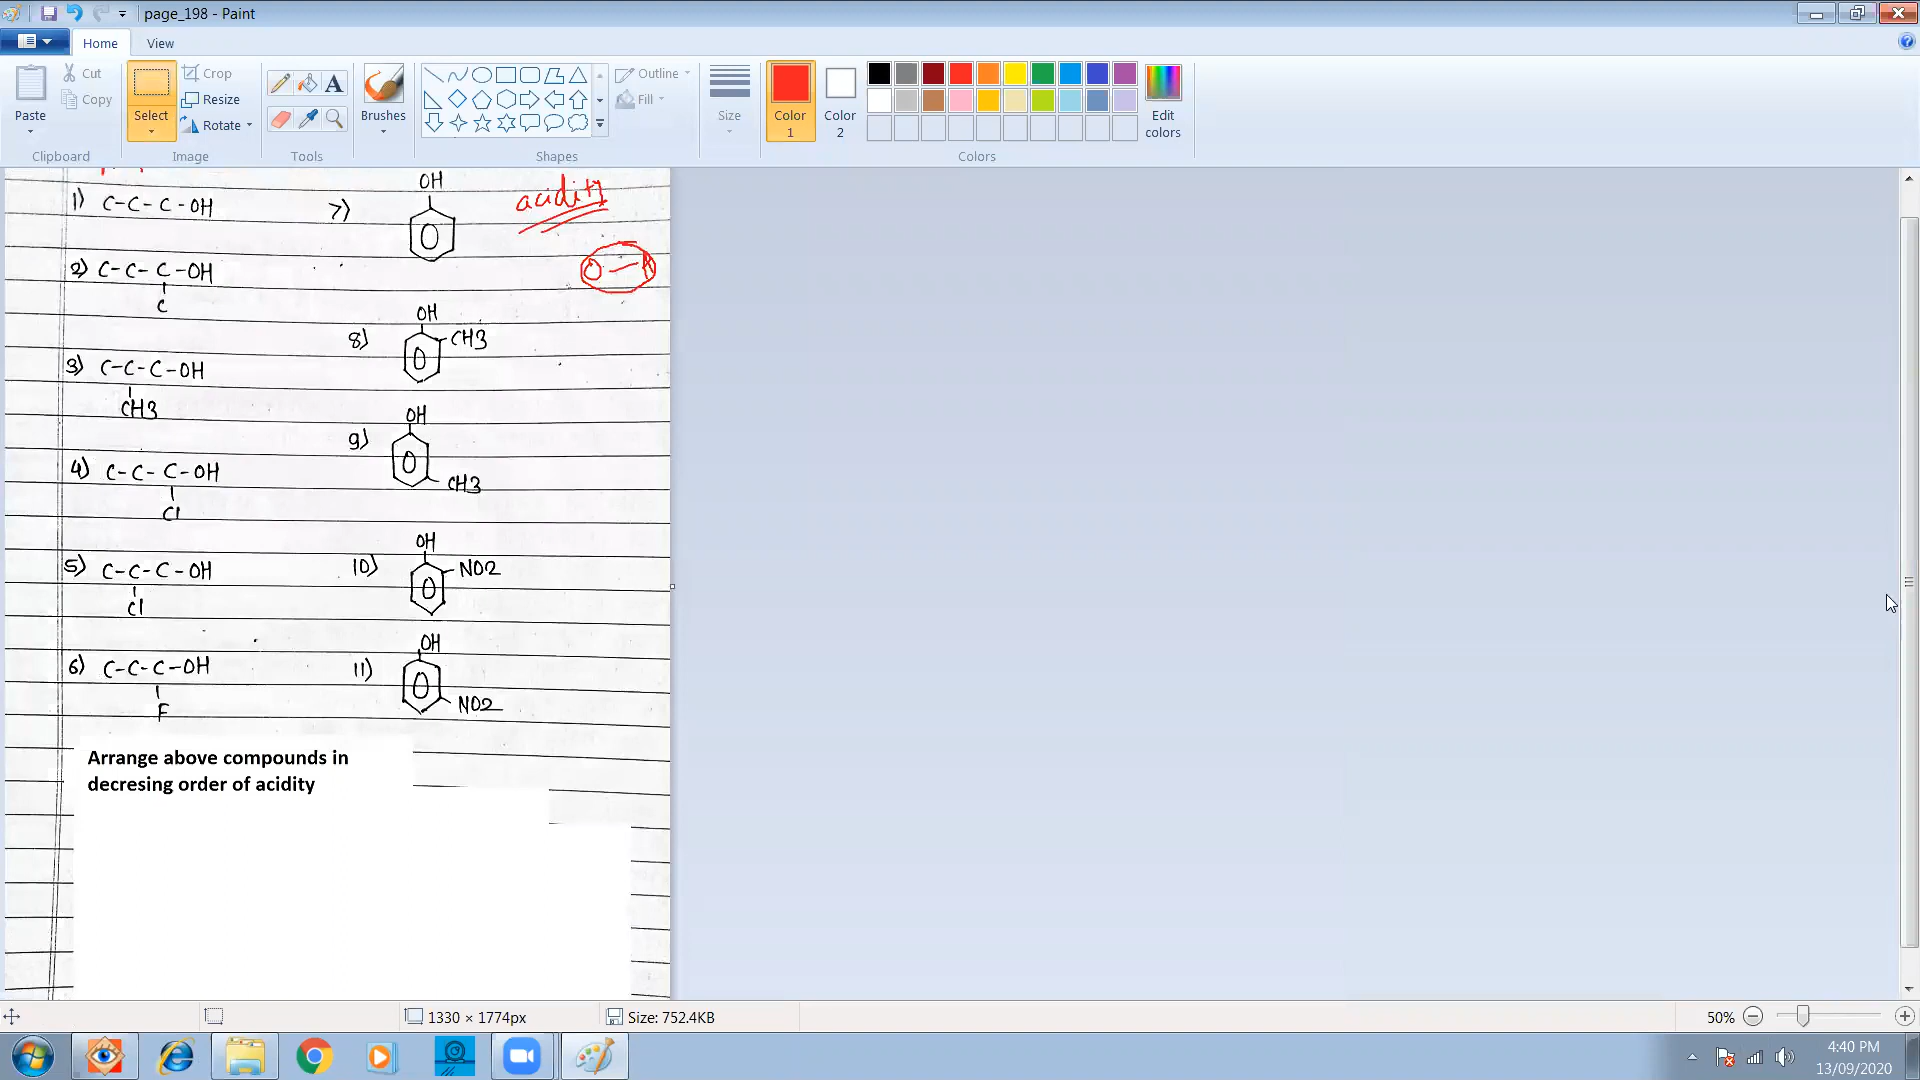 page_198 - Paint
Home
View
Paste
Cut
Copy
Clipboard
Select
Crop
Resize
Rotate
Image
Tools
Brushes
Shapes
Outline
Fill
Size
Color 1
Color 2
Edit colors
Colors
1) C-C-C-OH
2) C-C-C-OH
C
3) C-C-C-OH
CH3
4) C-C-C-OH
Cl
5) C-C-C-OH
Cl
6) C-C-C-OH
F
7)
OH
8)
OH
CH3
9)
OH
CH3
10)
OH
NO2
11)
OH
NO2
acidity
O-H
Arrange above compounds in
decresing order of acidity
1330 × 1774px
Size: 752.4KB
50%
4:40 PM
13/09/2020